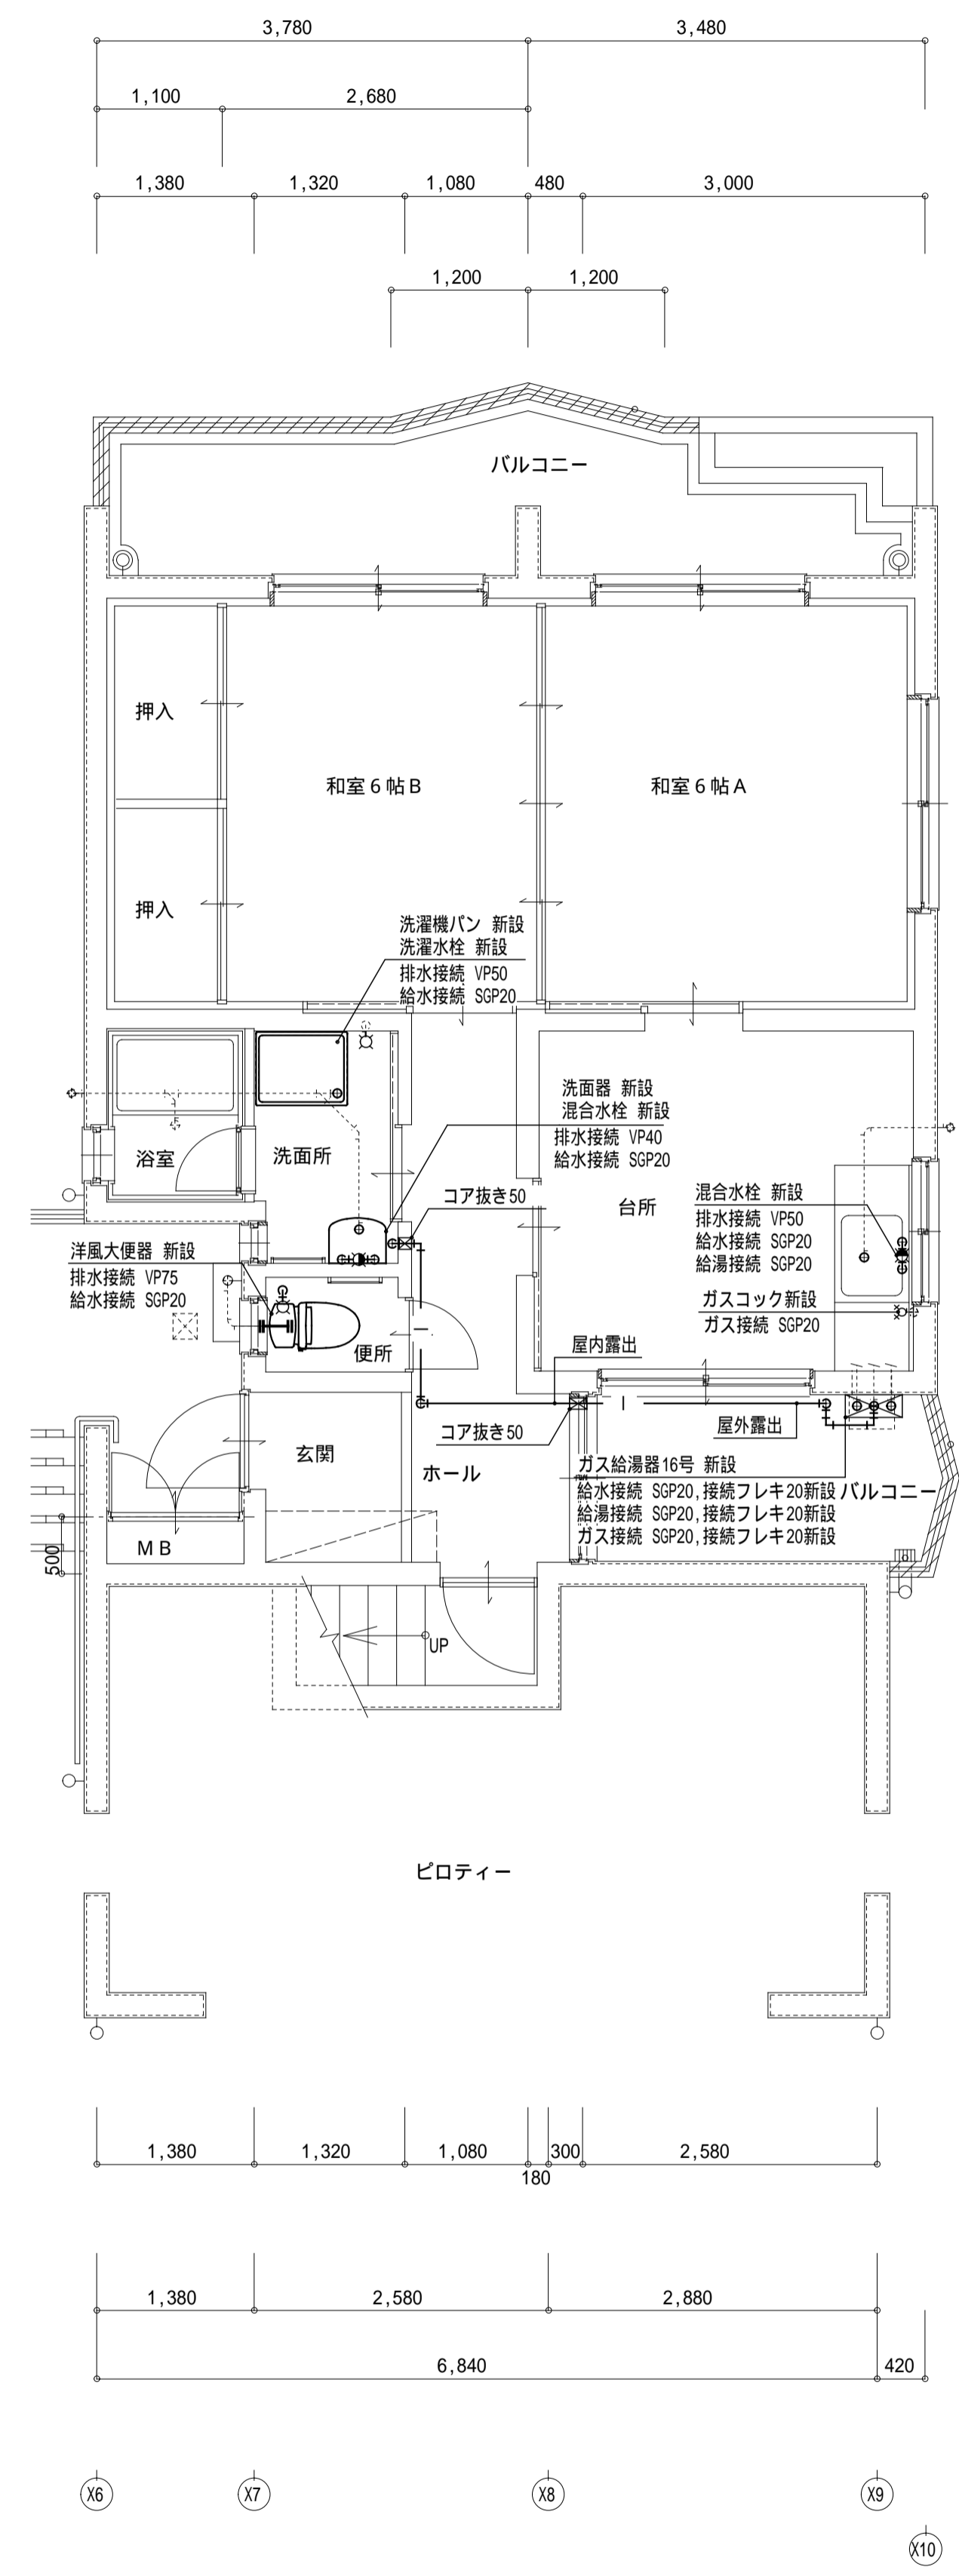 3,780
3,480
1,100
2,680
1,380
1,320
1,080
480
3,000
1,200
1,200
バルコニー
押入
和室６帖Ｂ
和室６帖Ａ
押入
洗濯機パン 新設
洗濯水栓 新設
排水接続 VP50
給水接続 SGP20
洗面器 新設
混合水栓 新設
排水接続 VP40
給水接続 SGP20
浴室
洗面所
コア抜き50
台所
混合水栓 新設
排水接続 VP50
給水接続 SGP20
給湯接続 SGP20
洋風大便器 新設
排水接続 VP75
給水接続 SGP20
ガスコック新設
ガス接続 SGP20
便所
屋内露出
コア抜き50
屋外露出
玄関
ホール
ガス給湯器16号 新設
給水接続 SGP20,接続フレキ20新設
給湯接続 SGP20,接続フレキ20新設
ガス接続 SGP20,接続フレキ20新設
バルコニー
ＭＢ
500
UP
ピロティー
1,380
1,320
1,080
180
300
2,580
1,380
2,580
2,880
6,840
420
X6
X7
X8
X9
X10